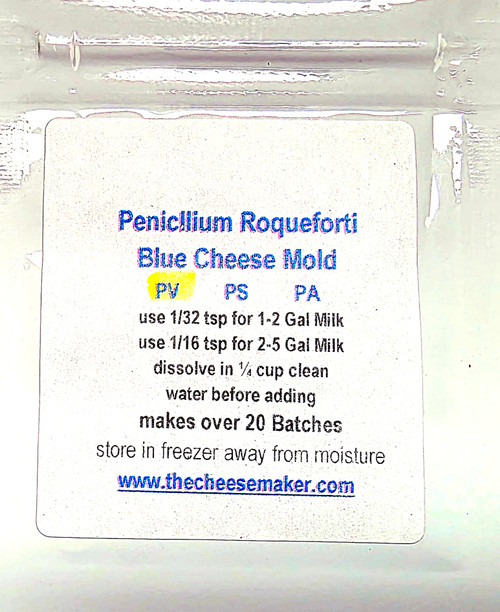 Penicllium Roqueforti
Blue Cheese Mold
PV PS PA
use 1/32 tsp for 1-2 Gal Milk
use 1/16 tsp for 2-5 Gal Milk
dissolve in ¼ cup clean
water before adding
makes over 20 Batches
store in freezer away from moisture
www.thecheesemaker.com